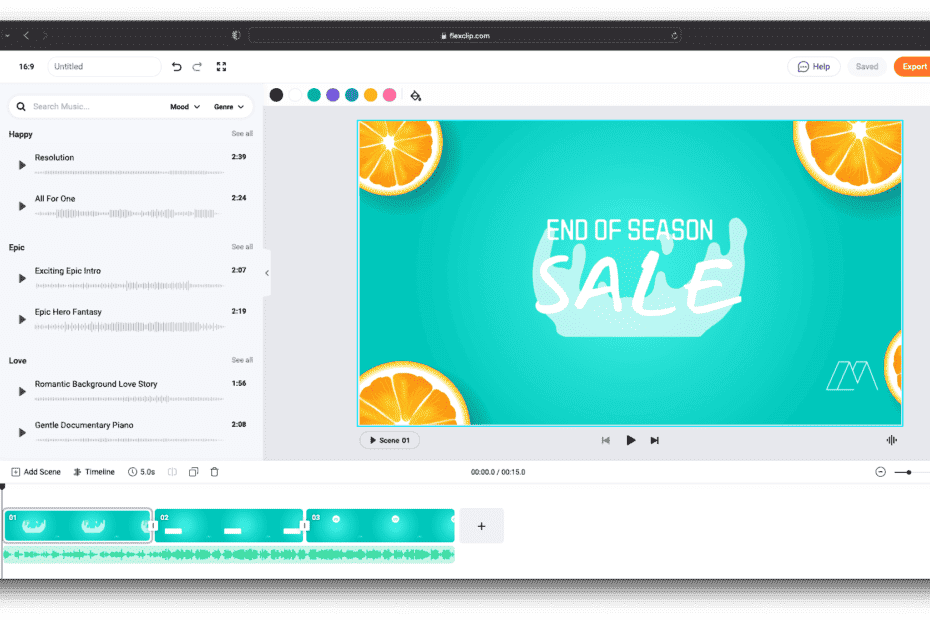 flexclip.com
16:9 Untitled Help Saved Export
Search Music... Mood Genre
Happy See all
Resolution 2:39
All For One 2:24
Epic See all
Exciting Epic Intro 2:07
Epic Hero Fantasy 2:19
Love See all
Romantic Background Love Story 1:56
Gentle Documentary Piano 2:08
END OF SEASON
SALE
Scene 01
Add Scene Timeline 5.0s 00:00.0 / 00:15.0
01 02 03